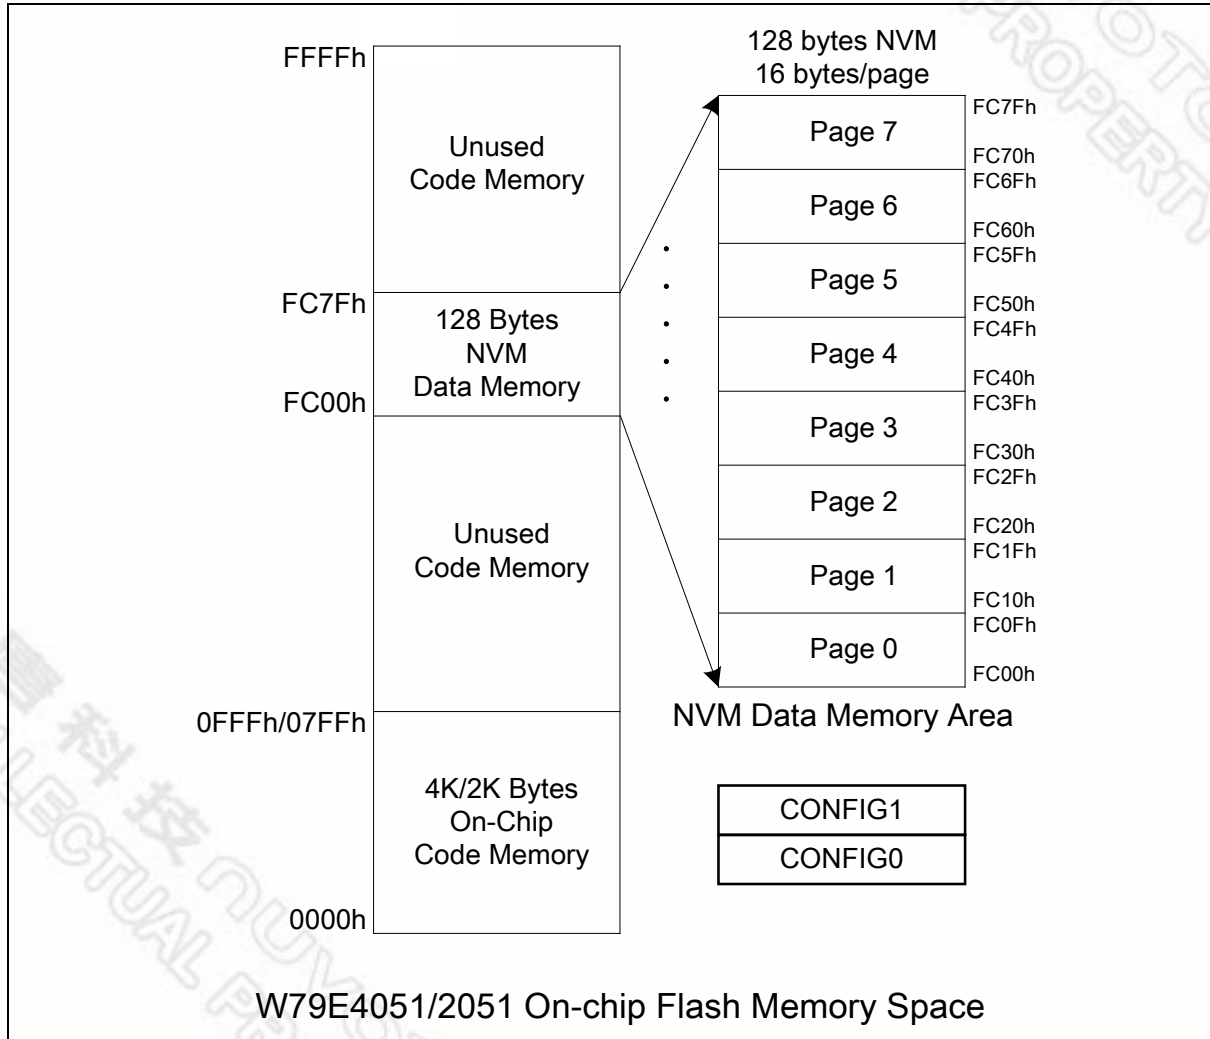 FFFFh
Unused
Code Memory
FC7Fh
128 Bytes
NVM
Data Memory
FC00h
Unused
Code Memory
0FFFh/07FFh
4K/2K Bytes
On-Chip
Code Memory
0000h
128 bytes NVM
16 bytes/page
Page 7
FC7Fh
FC70h
Page 6
FC6Fh
FC60h
Page 5
FC5Fh
FC50h
Page 4
FC4Fh
FC40h
Page 3
FC3Fh
FC30h
Page 2
FC2Fh
FC20h
Page 1
FC1Fh
FC10h
Page 0
FC0Fh
FC00h
NVM Data Memory Area
CONFIG1
CONFIG0
W79E4051/2051 On-chip Flash Memory Space